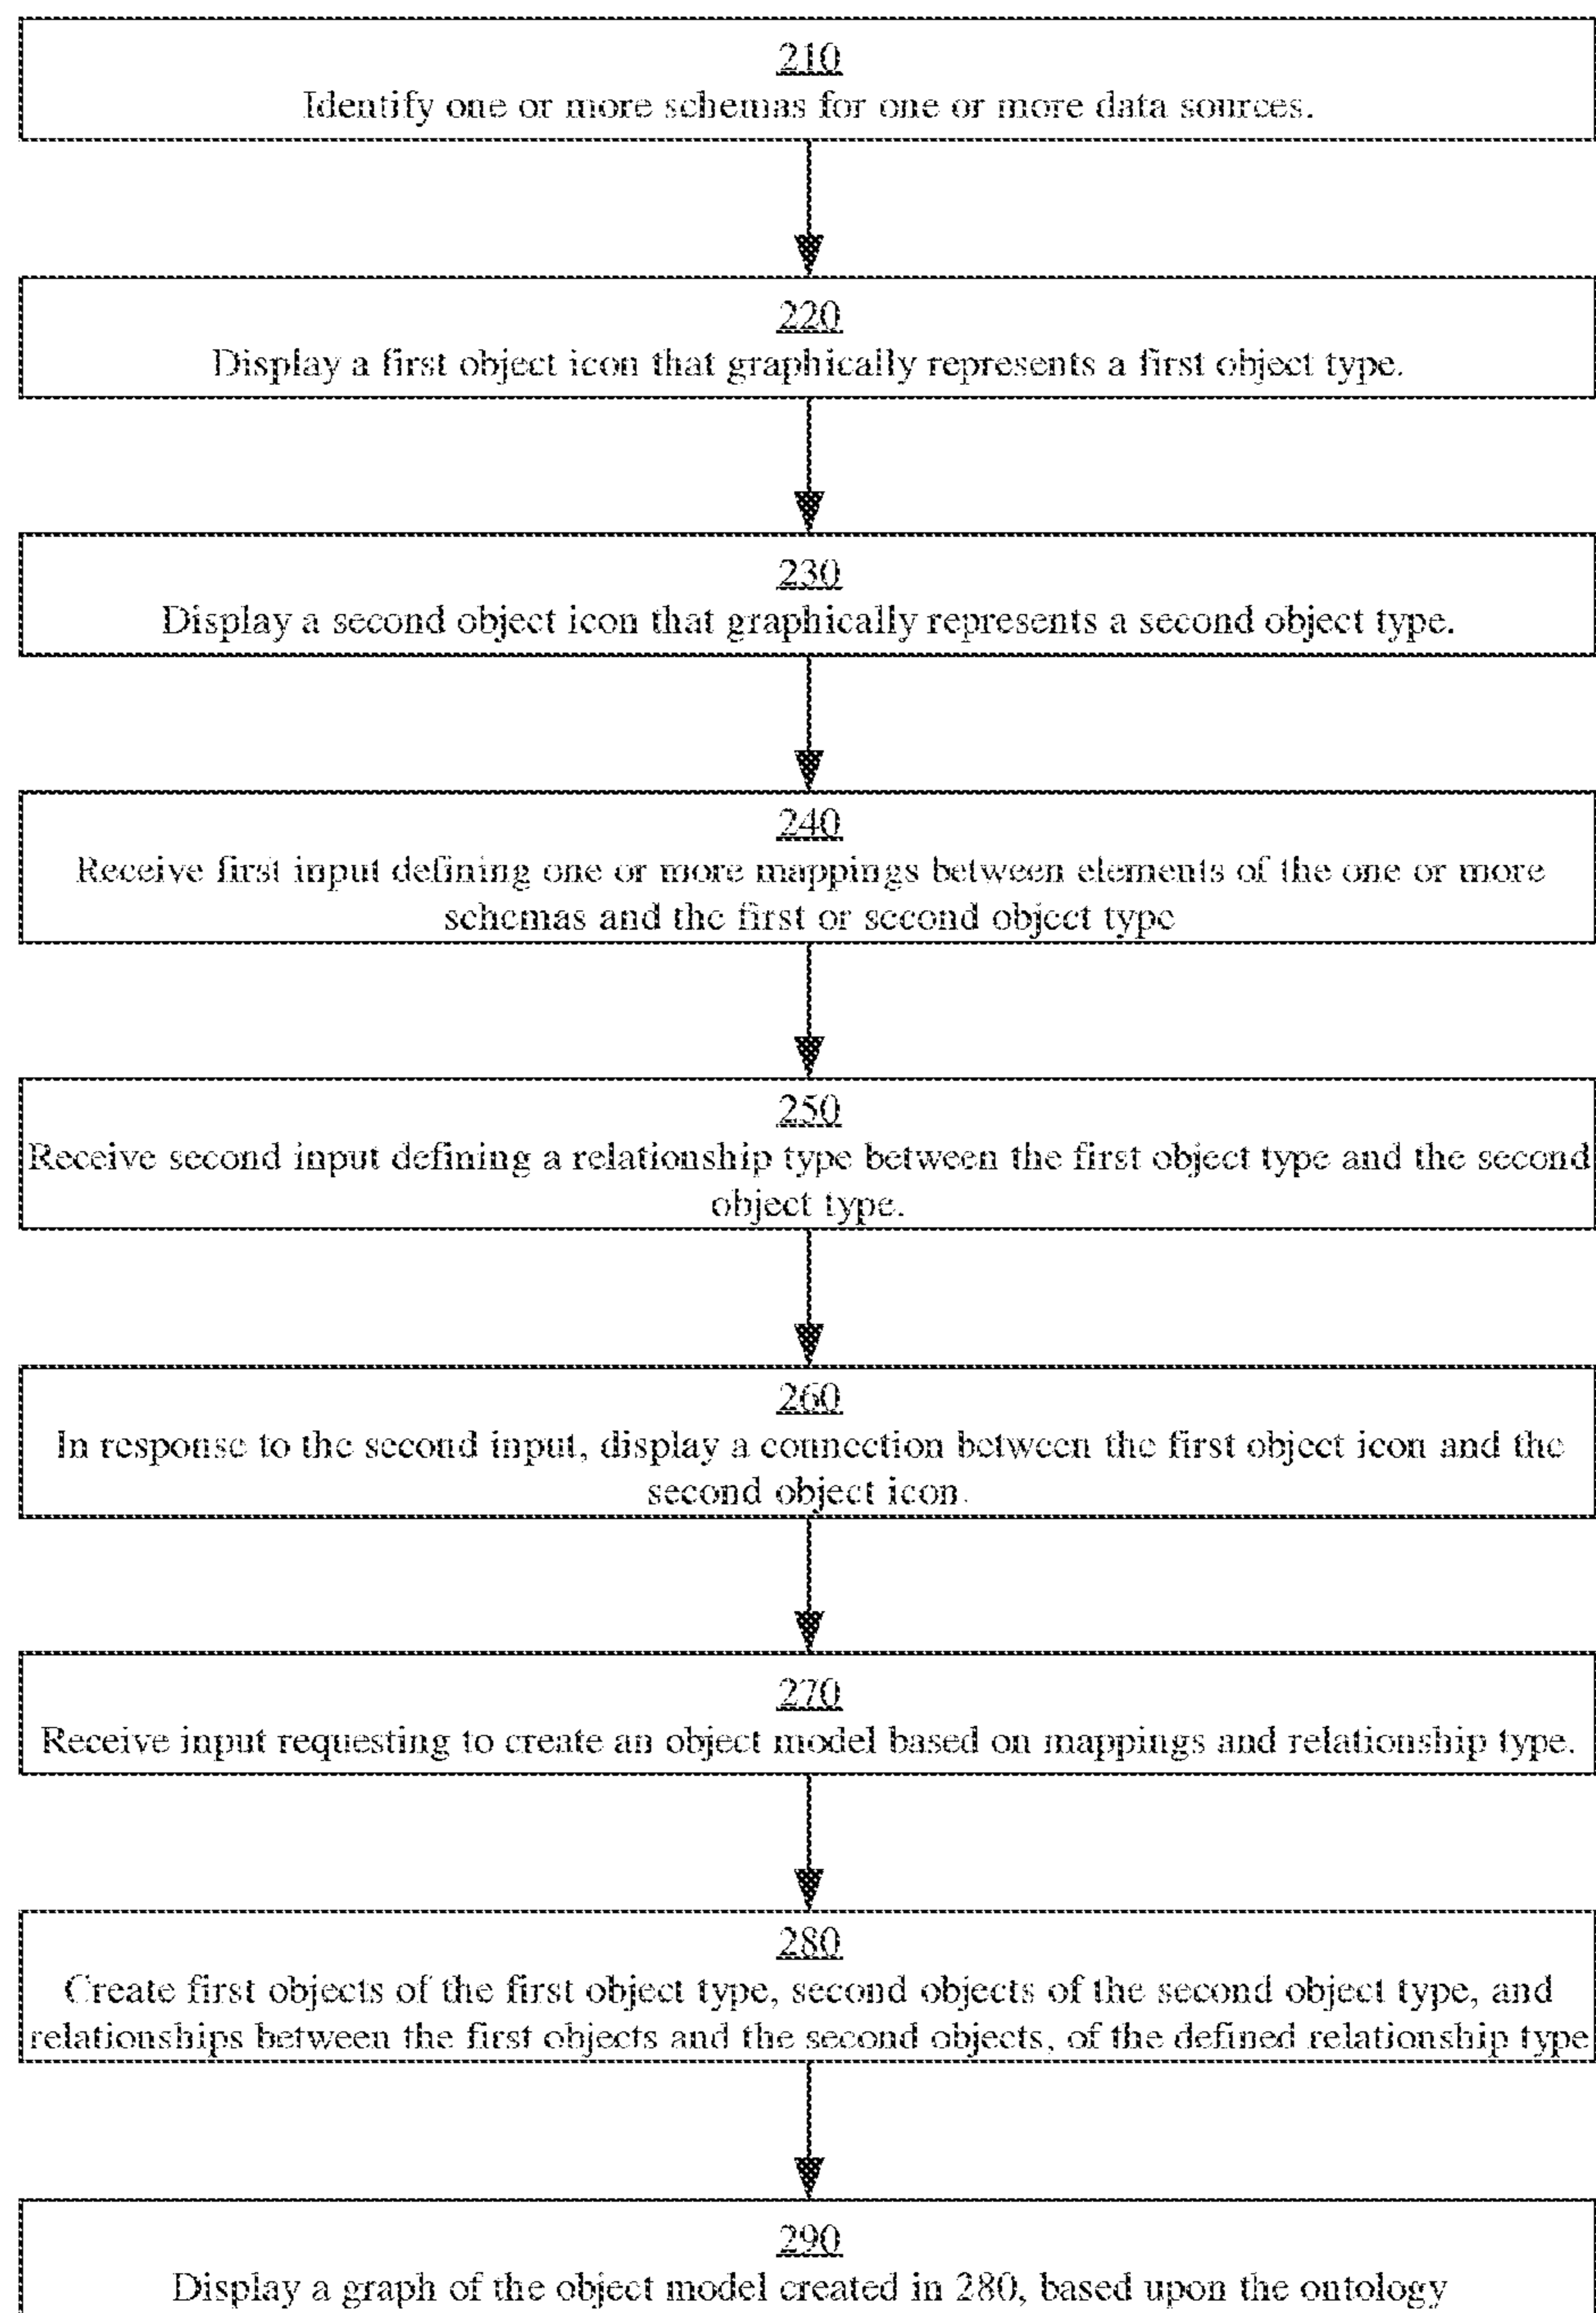 210
Identify one or more schemas for one or more data sources.
220
Display a first object icon that graphically represents a first object type.
230
Display a second object icon that graphically represents a second object type.
240
Receive first input defining one or more mappings between elements of the one or more
schemas and the first or second object type
250
Receive second input defining a relationship type between the first object type and the second
object type.
260
In response to the second input, display a connection between the first object icon and the
second object icon.
270
Receive input requesting to create an object model based on mappings and relationship type.
280
Create first objects of the first object type, second objects of the second object type, and
relationships between the first objects and the second objects, of the defined relationship type
290
Display a graph of the object model created in 280, based upon the ontology